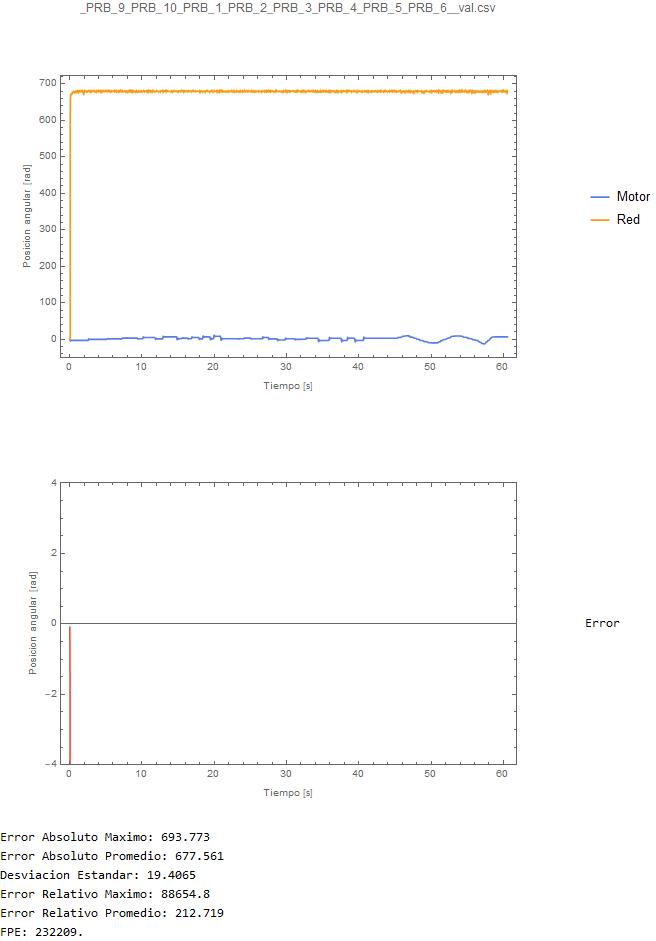 _PRB_9_PRB_10_PRB_1_PRB_2_PRB_3_PRB_4_PRB_5_PRB_6__val.csv
700
600
500
400
300
200
100
0
Posicion angular [rad]
0 10 20 30 40 50 60
Tiempo [s]
Motor
Red
4
2
0
-2
-4
Posicion angular [rad]
0 10 20 30 40 50 60
Tiempo [s]
Error
Error Absoluto Maximo: 693.773
Error Absoluto Promedio: 677.561
Desviacion Estandar: 19.4065
Error Relativo Maximo: 88654.8
Error Relativo Promedio: 212.719
FPE: 232209.